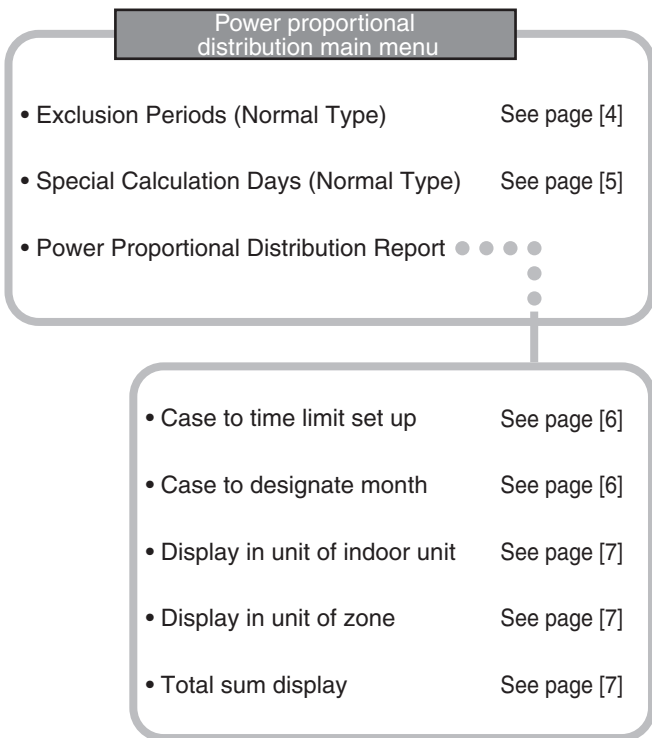 Power proportional
distribution main menu
• Exclusion Periods (Normal Type) See page [4]
• Special Calculation Days (Normal Type) See page [5]
• Power Proportional Distribution Report
• Case to time limit set up See page [6]
• Case to designate month See page [6]
• Display in unit of indoor unit See page [7]
• Display in unit of zone See page [7]
• Total sum display See page [7]